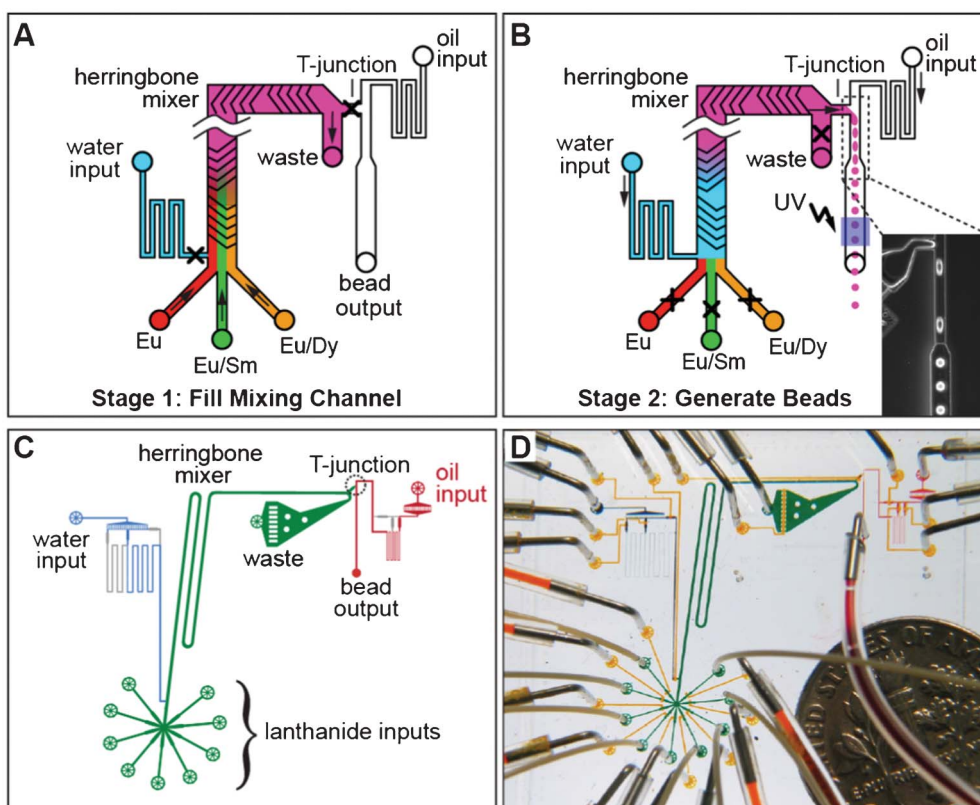 A
oil
input
T-junction
herringbone
mixer
water
input
waste
bead
output
Eu
Eu/Sm
Eu/Dy
Stage 1: Fill Mixing Channel
B
oil
input
T-junction
herringbone
mixer
water
input
waste
UV
Eu
Eu/Sm
Eu/Dy
Stage 2: Generate Beads
C
herringbone
mixer
T-junction
oil
input
water
input
waste
bead
output
lanthanide inputs
D